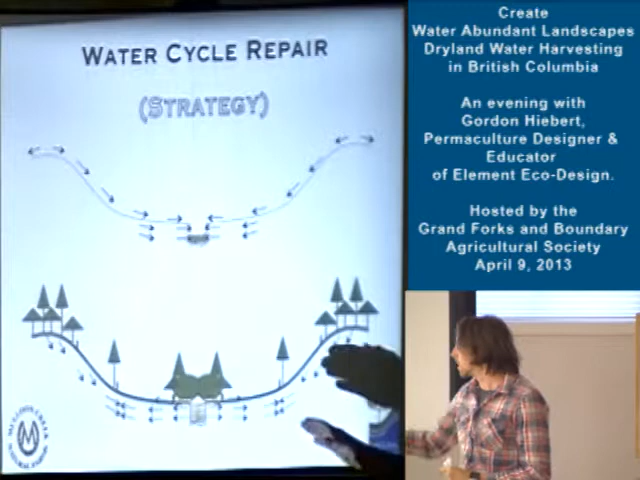 WATER CYCLE REPAIR
(STRATEGY)
Create
Water Abundant Landscapes
Dryland Water Harvesting
in British Columbia
An evening with
Gordon Hiebert,
Permaculture Designer &
Educator
of Element Eco-Design.
Hosted by the
Grand Forks and Boundary
Agricultural Society
April 9, 2013